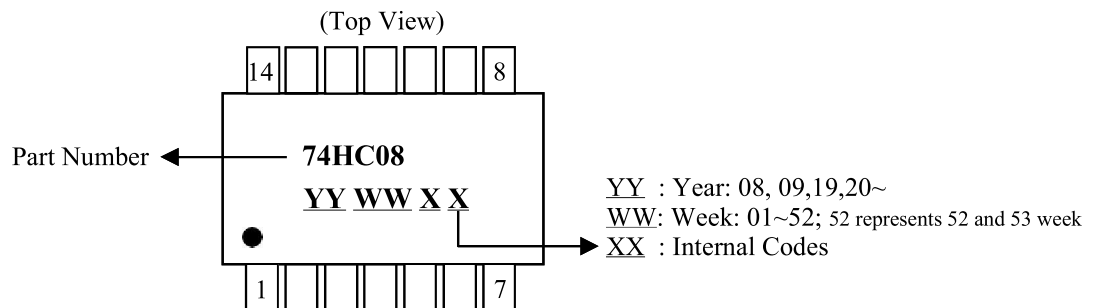 (Top View)
14 8
Part Number
74HC08
YY WW X X
YY : Year: 08, 09,19,20~
WW: Week: 01~52; 52 represents 52 and 53 week
XX : Internal Codes
1 7